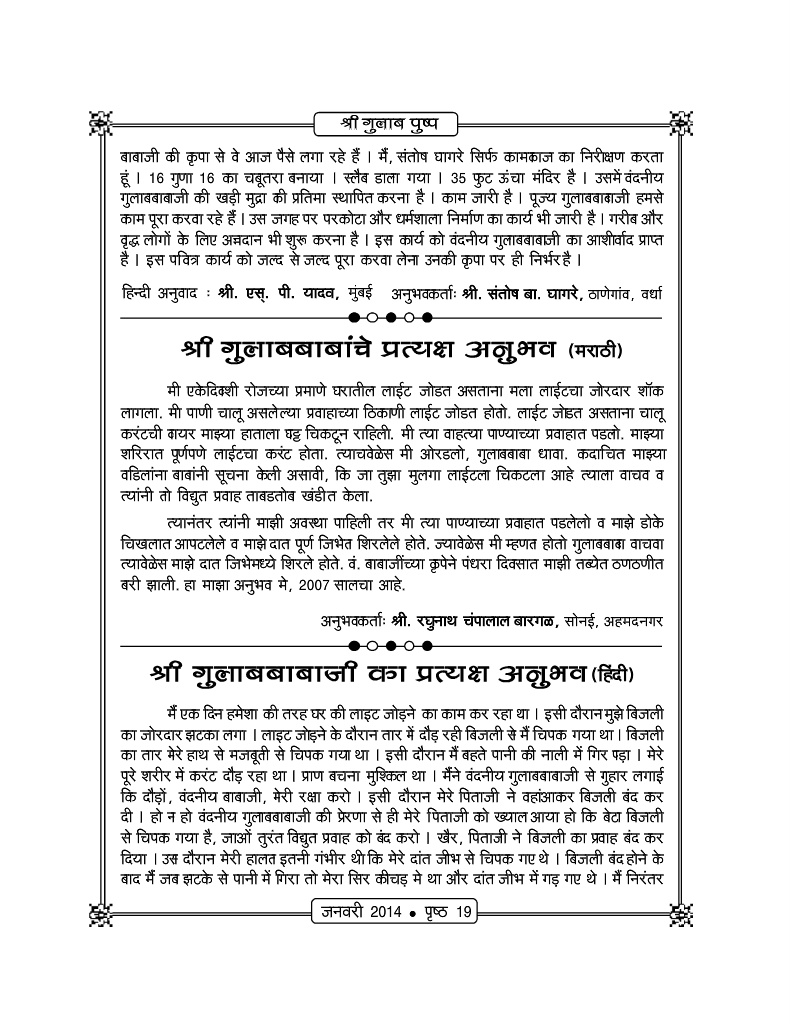 श्री गुलाब पुष्प
बाबाजी की कृपा से वे आज पैसे लगा रहे हैं । मैं, संतोष घागरे सिर्फ कामकाज का निरीक्षण करता
हूं । 16 गुणा 16 का चबूतरा बनाया । स्लैब डाला गया । 35 फुट ऊंचा मंदिर है । उसमें वंदनीय
गुलाबबाबाजी की खड़ी मुद्रा की प्रतिमा स्थापित करना है । काम जारी है । पूज्य गुलाबबाबाजी हमसे
काम पूरा करवा रहे हैं । उस जगह पर परकोटा और धर्मशाला निर्माण का कार्य भी जारी है । गरीब और
वृद्ध लोगों के लिए अन्नदान भी शुरू करना है । इस कार्य को वंदनीय गुलाबबाबाजी का आशीर्वाद प्राप्त
है । इस पवित्र कार्य को जल्द से जल्द पूरा करवा लेना उनकी कृपा पर ही निर्भर है ।
हिन्दी अनुवाद : श्री. एस्. पी. यादव, मुंबई अनुभवकर्ताः श्री. संतोष बा. घागरे, ठाणेगांव, वर्धा
श्री गुलाबबाबांचे प्रत्यक्ष अनुभव (मराठी)
मी एकेदिवशी रोजच्या प्रमाणे घरातील लाईट जोडत असताना मला लाईटचा जोरदार शॉक
लागला. मी पाणी चालू असलेल्या प्रवाहाच्या ठिकाणी लाईट जोडत होतो. लाईट जोडत असताना चालू
करंटची वायर माझ्या हाताला घट्ट चिकटून राहिली. मी त्या वाहत्या पाण्याच्या प्रवाहात पडलो. माझ्या
शरिरात पूर्णपणे लाईटचा करंट होता. त्याचवेळेस मी ओरडलो, गुलाबबाबा धावा. कदाचित माझ्या
वडिलांना बाबांनी सूचना केली असावी, कि जा तुझा मुलगा लाईटला चिकटला आहे त्याला वाचव व
त्यांनी तो विद्युत प्रवाह ताबडतोब खंडीत केला.
त्यानंतर त्यांनी माझी अवस्था पाहिली तर मी त्या पाण्याच्या प्रवाहात पडलेलो व माझे डोके
चिखलात आपटलेले व माझे दात पूर्ण जिभेत शिरलेले होते. ज्यावेळेस मी म्हणत होतो गुलाबबाबा वाचवा
त्यावेळेस माझे दात जिभेमध्ये शिरले होते. वं. बाबाजींच्या कृपेने पंधरा दिवसात माझी तब्येत ठणठणीत
बरी झाली. हा माझा अनुभव मे, 2007 सालचा आहे.
अनुभवकर्ताः श्री. रघुनाथ चंपालाल बारगळ, सोनई, अहमदनगर
श्री गुलाबबाबाजी का प्रत्यक्ष अनुभव (हिंदी)
मैं एक दिन हमेशा की तरह घर की लाइट जोड़ने का काम कर रहा था । इसी दौरान मुझे बिजली
का जोरदार झटका लगा । लाइट जोड़ने के दौरान तार में दौड़ रही बिजली से मैं चिपक गया था । बिजली
का तार मेरे हाथ से मजबूती से चिपक गया था । इसी दौरान मैं बहते पानी की नाली में गिर पड़ा । मेरे
पूरे शरीर में करंट दौड़ रहा था । प्राण बचना मुश्किल था । मैंने वंदनीय गुलाबबाबाजी से गुहार लगाई
कि दौड़ों, वंदनीय बाबाजी, मेरी रक्षा करो । इसी दौरान मेरे पिताजी ने वहांआकर बिजली बंद कर
दी । हो न हो वंदनीय गुलाबबाबाजी की प्रेरणा से ही मेरे पिताजी को ख्याल आया हो कि बेटा बिजली
से चिपक गया है, जाओं तुरंत विद्युत प्रवाह को बंद करो । खैर, पिताजी ने बिजली का प्रवाह बंद कर
दिया । उस दौरान मेरी हालत इतनी गंभीर थी कि मेरे दांत जीभ से चिपक गए थे । बिजली बंद होने के
बाद मैं जब झटके से पानी में गिरा तो मेरा सिर कीचड़ मे था और दांत जीभ में गड़ गए थे । मैं निरंतर
जनवरी 2014 ● पृष्ठ 19